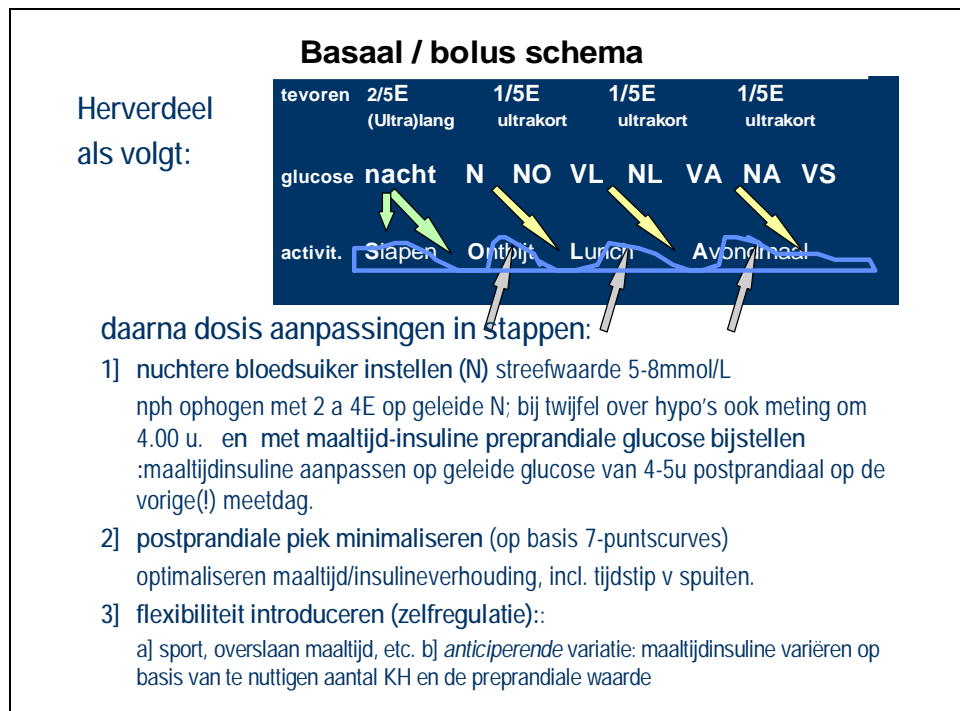 Basaal / bolus schema
Herverdeel
als volgt:
tevoren 2/5E 1/5E 1/5E 1/5E
(Ultra)lang ultrakort ultrakort ultrakort
glucose nacht N NO VL NL VA NA VS
activit. Slapen Ontbijt Lunch Avondmaal
daarna dosis aanpassingen in stappen:
1] nuchtere bloedsuiker instellen (N) streefwaarde 5-8mmol/L
nph ophogen met 2 a 4E op geleide N; bij twijfel over hypo's ook meting om
4.00 u. en met maaltijd-insuline preprandiale glucose bijstellen
:maaltijdinsuline aanpassen op geleide glucose van 4-5u postprandiaal op de
vorige(!) meetdag.
2] postprandiale piek minimaliseren (op basis 7-puntscurves)
optimaliseren maaltijd/insulineverhouding, incl. tijdstip v spuiten.
3] flexibiliteit introduceren (zelfregulatie)::
a] sport, overslaan maaltijd, etc. b] anticiperende variatie: maaltijdinsuline variëren op
basis van te nuttigen aantal KH en de preprandiale waarde